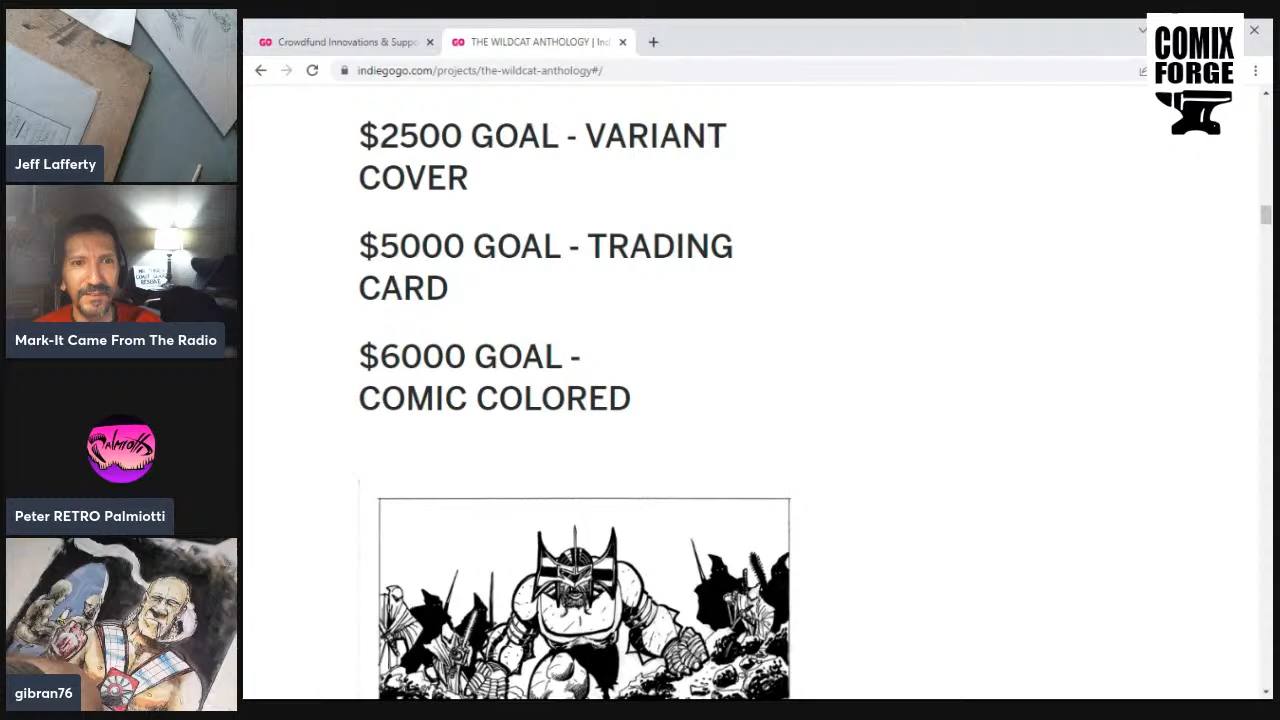 Jeff Lafferty
Mark-It Came From The Radio
Palmiotti
Peter RETRO Palmiotti
gibran76
Crowdfund Innovations & Suppo
THE WILDCAT ANTHOLOGY | Ind
indiegogo.com/projects/the-wildcat-anthology#/
COMIX
FORGE
$2500 GOAL - VARIANT
COVER
$5000 GOAL - TRADING
CARD
$6000 GOAL -
COMIC COLORED